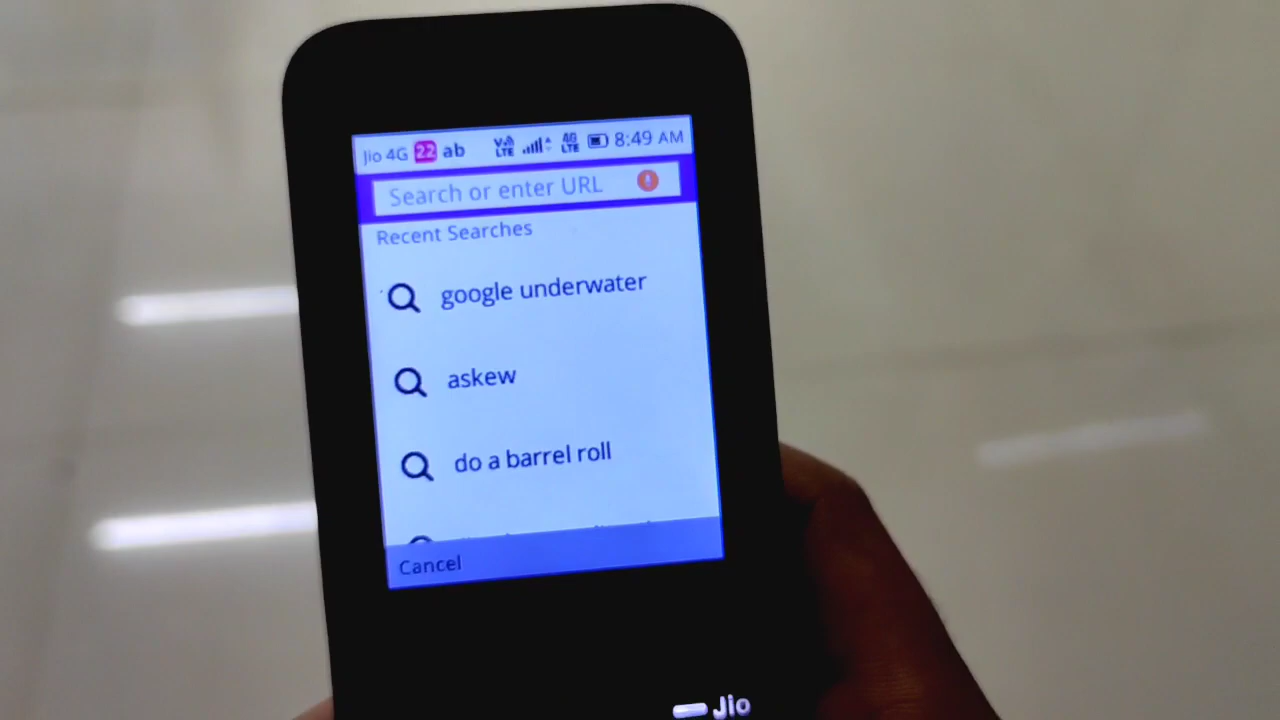 Jio 4G 22 ab VoLTE 4G LTE 8:49 AM
Search or enter URL
Recent Searches
google underwater
askew
do a barrel roll
Cancel
Jio